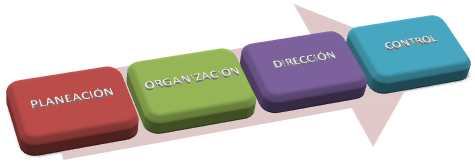 PLANEACIÓN
ORGANIZACIÓN
DIRECCIÓN
CONTROL